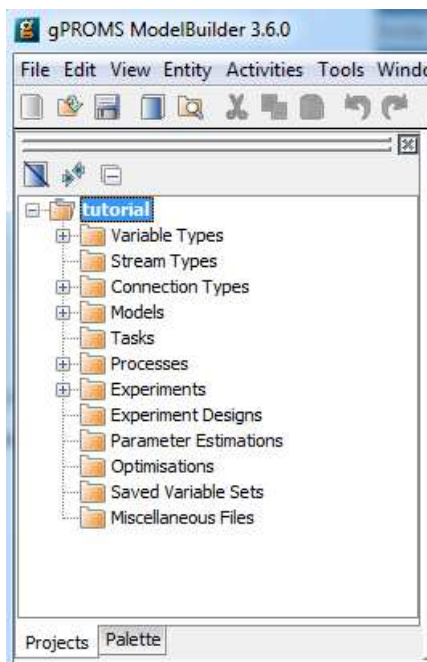 gPROMS ModelBuilder 3.6.0
File Edit View Entity Activities Tools
tutorial
Variable Types
Stream Types
Connection Types
Models
Tasks
Processes
Experiments
Experiment Designs
Parameter Estimations
Optimisations
Saved Variable Sets
Miscellaneous Files
Projects Palette